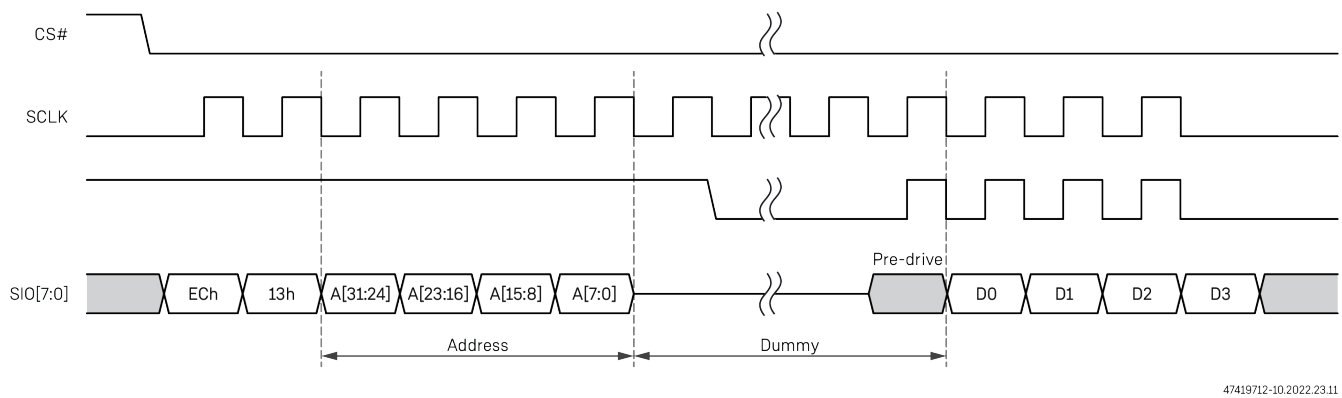 CS#
SCLK
Pre-drive
SIO[7:0]
ECh 13h A[31:24] A[23:16] A[15:8] A[7:0] D0 D1 D2 D3
Address Dummy
47419712-10.2022.23.11